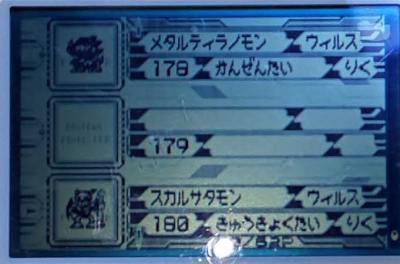 メタルティラノモン ウィルス
178 かんぜんたい りく
179
スカルサタモン ウィルス
180 きゅうきょくたい りく